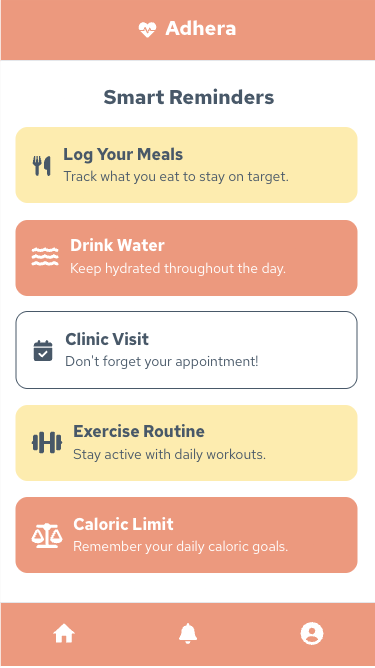 Adhera
Smart Reminders
Log Your Meals
Track what you eat to stay on target.
Drink Water
Keep hydrated throughout the day.
Clinic Visit
Don't forget your appointment!
Exercise Routine
Stay active with daily workouts.
Caloric Limit
Remember your daily caloric goals.